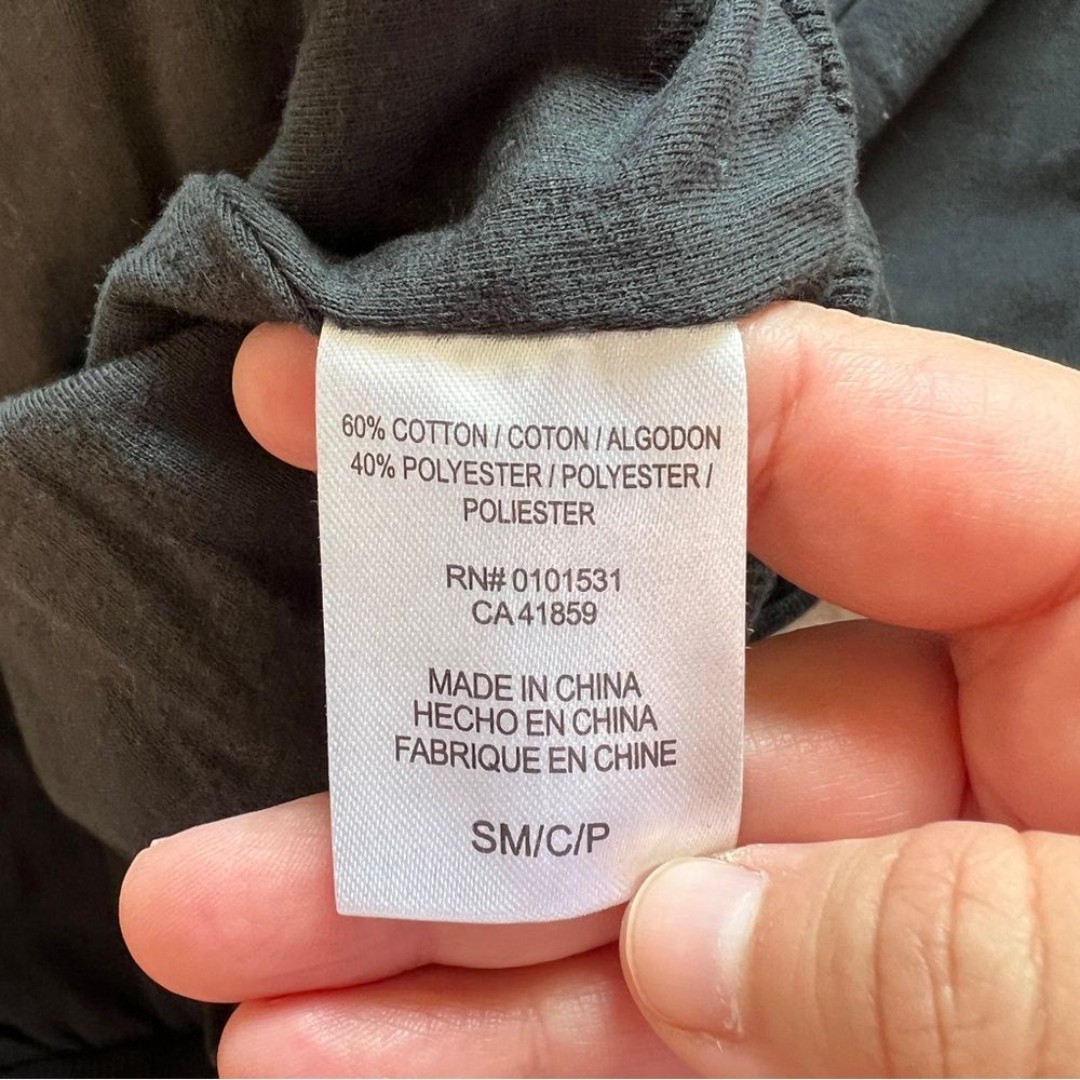 60% COTTON / COTON / ALGODON
40% POLYESTER / POLYESTER /
POLIESTER
RN# 0101531
CA 41859
MADE IN CHINA
HECHO EN CHINA
FABRIQUE EN CHINE
SM/C/P